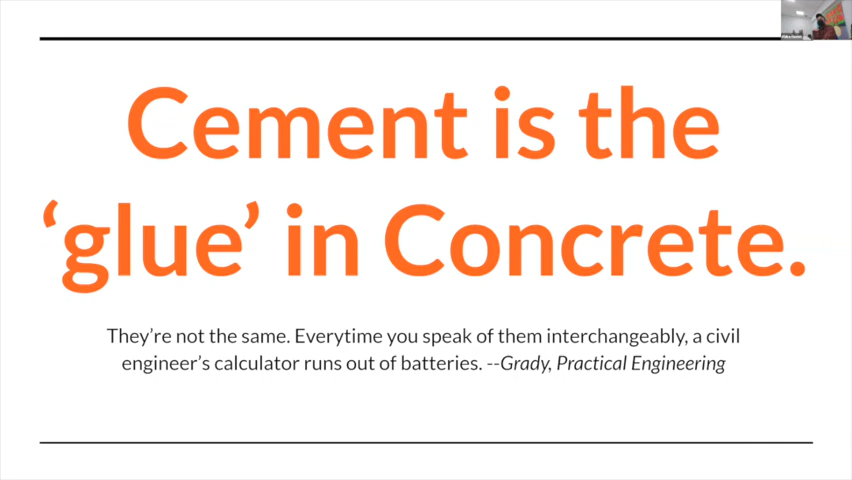 Cement is the
‘glue’ in Concrete.
They’re not the same. Everytime you speak of them interchangeably, a civil
engineer’s calculator runs out of batteries. --Grady, Practical Engineering